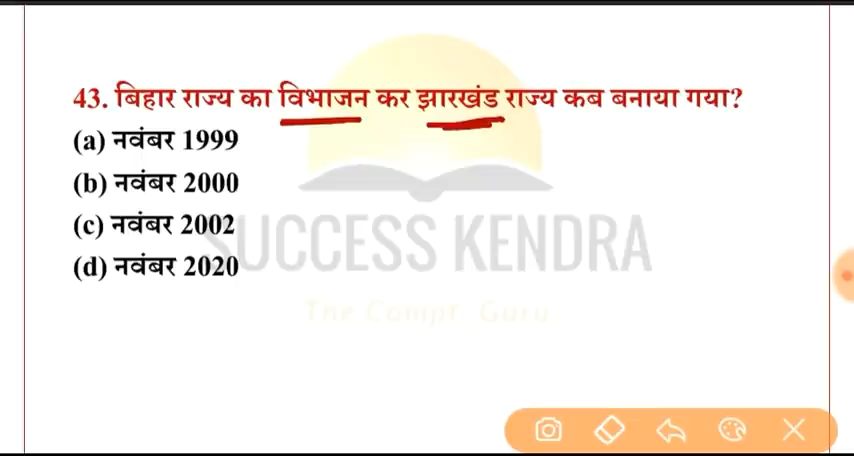 43. बिहार राज्य का विभाजन कर झारखंड राज्य कब बनाया गया?
(a) नवंबर 1999
(b) नवंबर 2000
(c) नवंबर 2002
(d) नवंबर 2020
SUCCESS KENDRA
The Compt. Guru